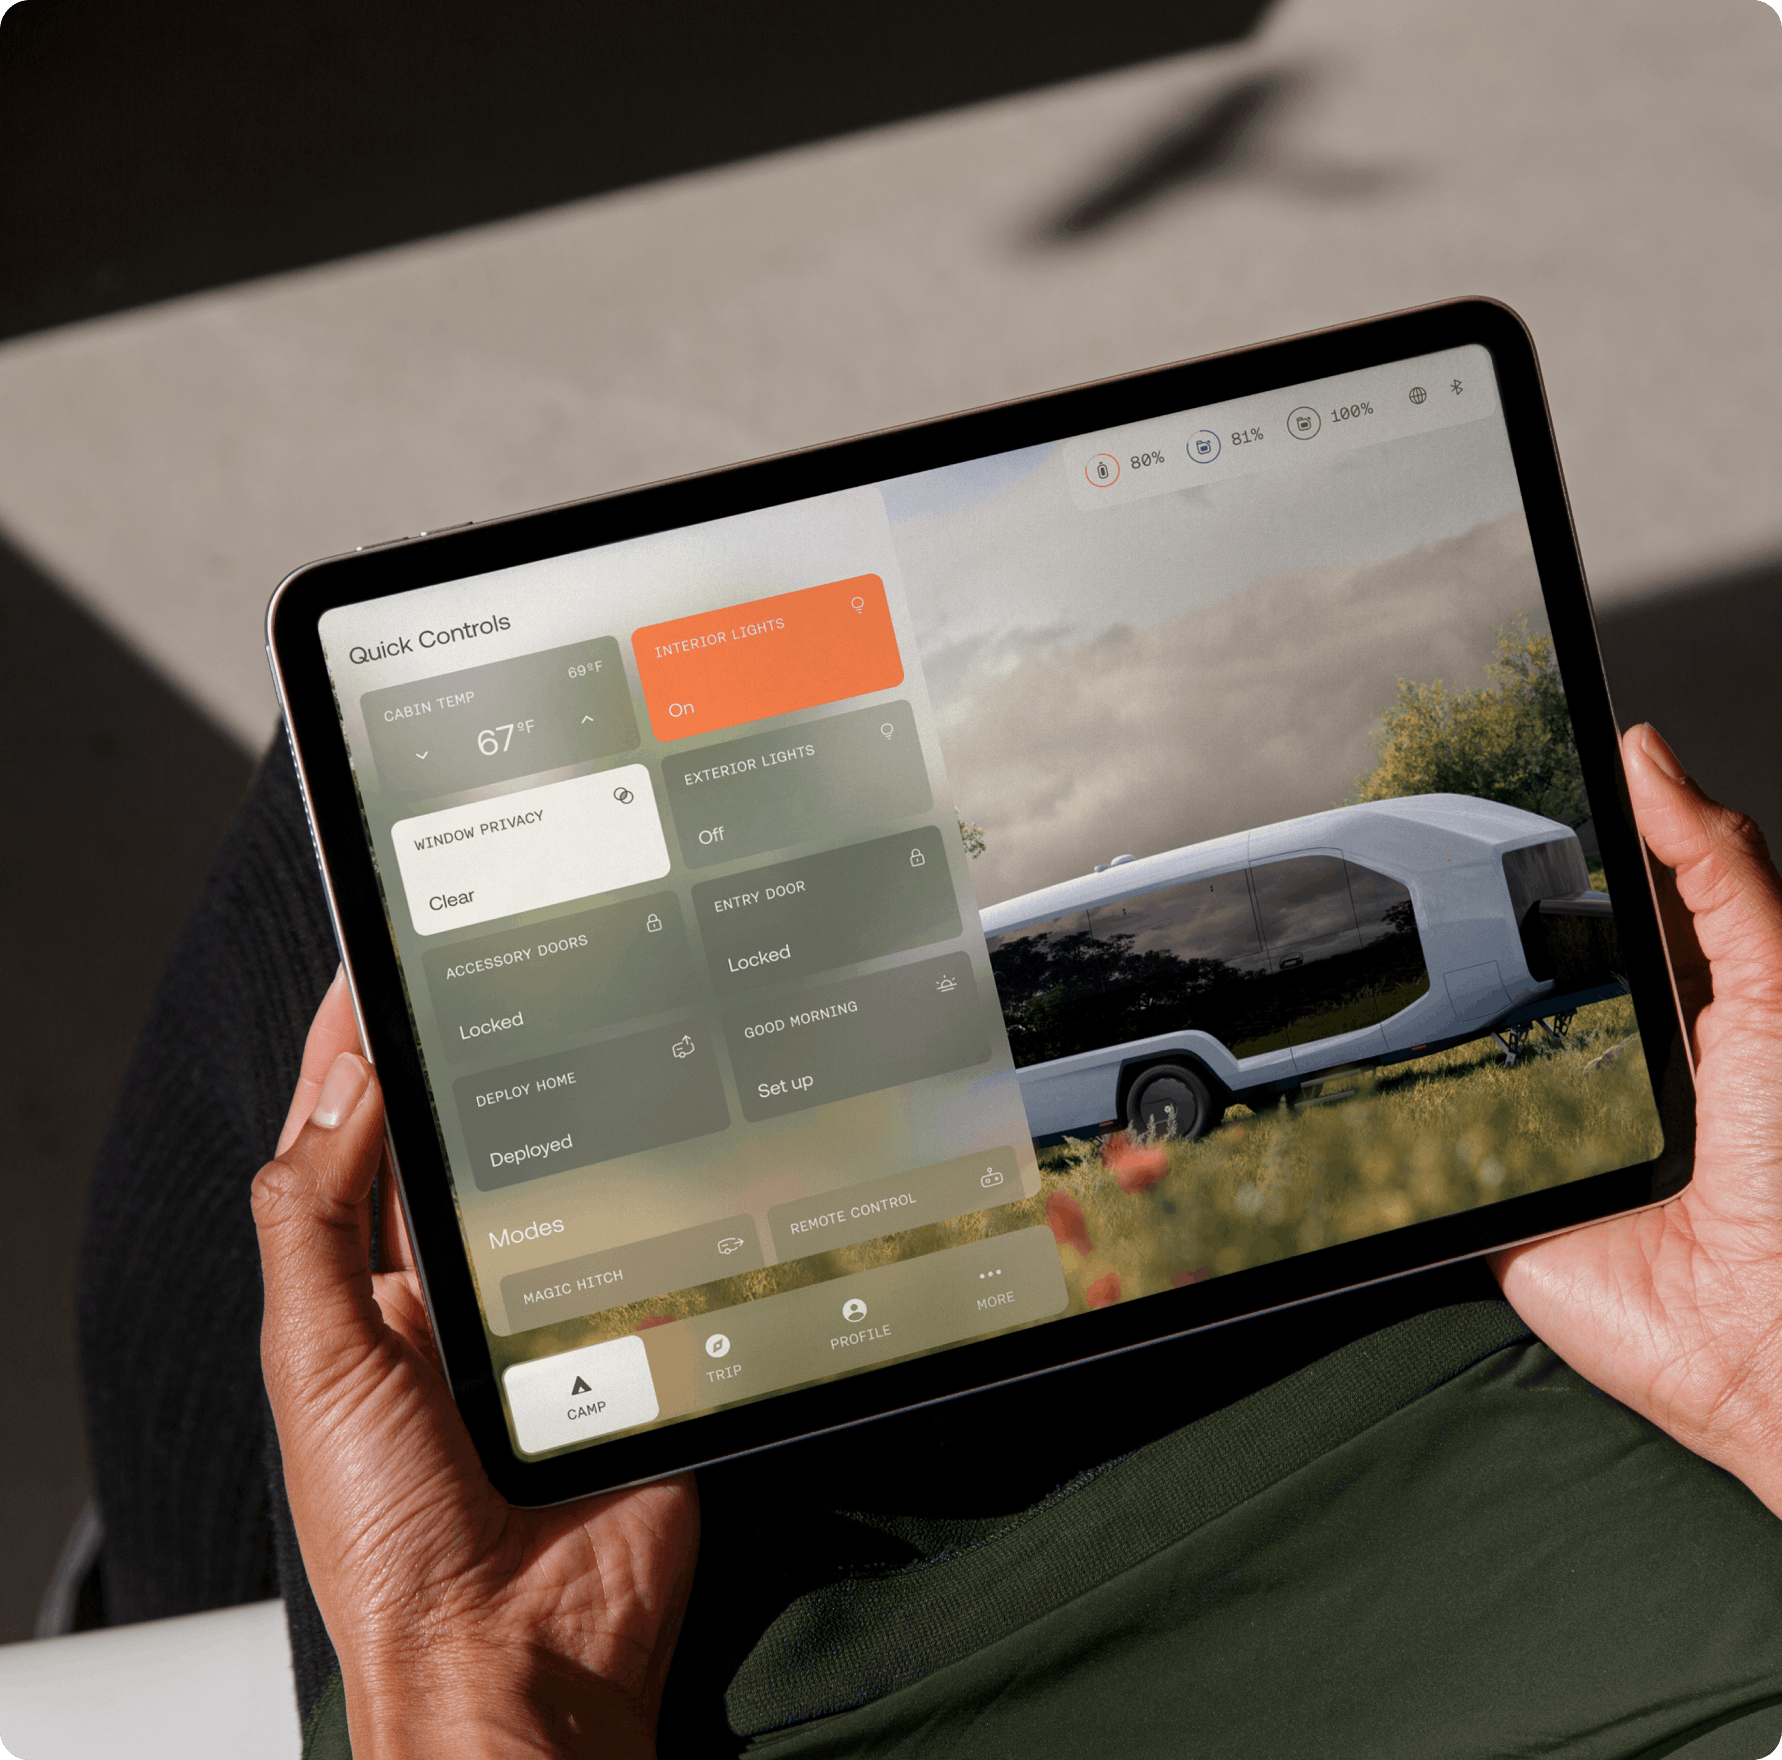 80%
81%
100%
Quick Controls
CABIN TEMP
69ºF
67ºF
INTERIOR LIGHTS
On
WINDOW PRIVACY
Clear
EXTERIOR LIGHTS
Off
ACCESSORY DOORS
Locked
ENTRY DOOR
Locked
DEPLOY HOME
Deployed
GOOD MORNING
Set up
Modes
MAGIC HITCH
REMOTE CONTROL
CAMP
TRIP
PROFILE
MORE